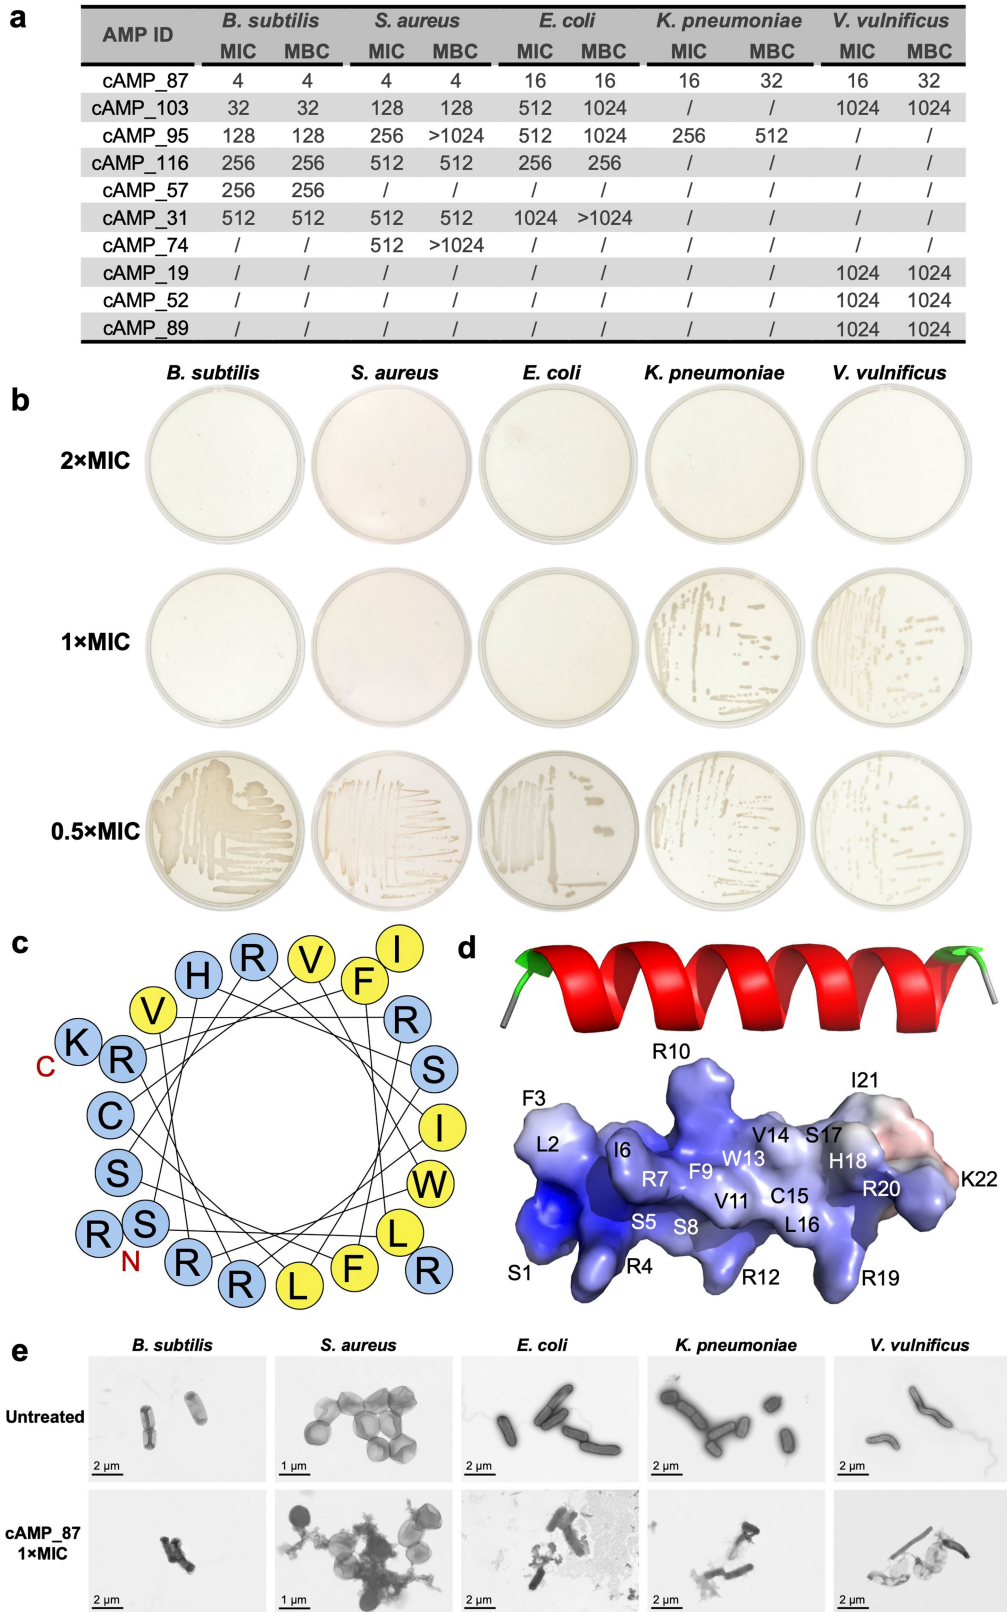 a
AMP ID B. subtilis S. aureus E. coli K. pneumoniae V. vulnificus
MIC MBC MIC MBC MIC MBC MIC MBC MIC MBC
cAMP_87 4 4 4 4 16 16 16 32 16 32
cAMP_103 32 32 128 128 512 1024 / / 1024 1024
cAMP_95 128 128 256 >1024 512 1024 256 512 / /
cAMP_116 256 256 512 512 256 256 / / / /
cAMP_57 256 256 / / / / / / / /
cAMP_31 512 512 512 512 1024 >1024 / / / /
cAMP_74 / / 512 >1024 / / / / / /
cAMP_19 / / / / / / / / 1024 1024
cAMP_52 / / / / / / / / 1024 1024
cAMP_89 / / / / / / / / 1024 1024
b
B. subtilis S. aureus E. coli K. pneumoniae V. vulnificus
2×MIC
1×MIC
0.5×MIC
c
H R V F I
V R
K R S
C
C I
S W
R S L
N
R R L F R
d
R10
F3 I21
L2 I6 V14 S17
R7 F9 W13 H18
V11 C15 R20 K22
S5 S8 L16
S1 R4 R12 R19
e
B. subtilis S. aureus E. coli K. pneumoniae V. vulnificus
Untreated
2 μm 1 μm 2 μm 2 μm 2 μm
cAMP_87
1×MIC
2 μm 1 μm 2 μm 2 μm 2 μm